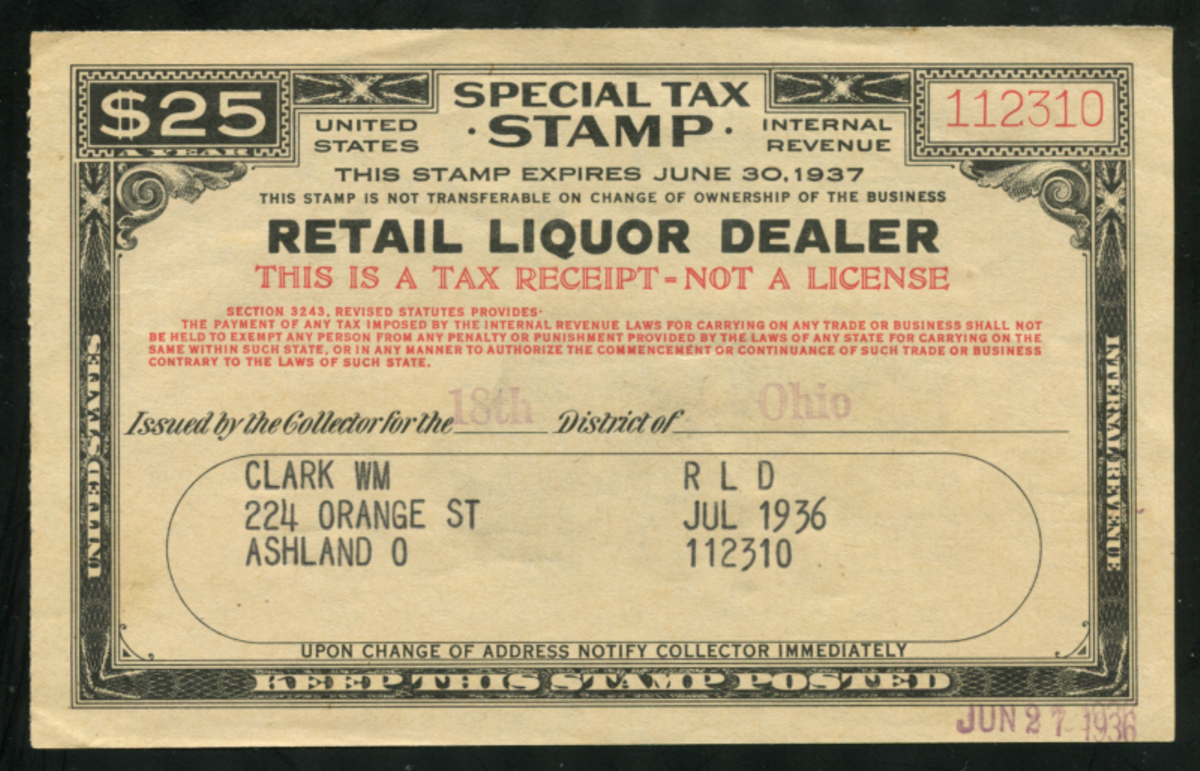 $25
A YEAR
UNITED STATES
SPECIAL TAX
· STAMP ·
INTERNAL REVENUE
112310
THIS STAMP EXPIRES JUNE 30, 1937
THIS STAMP IS NOT TRANSFERABLE ON CHANGE OF OWNERSHIP OF THE BUSINESS
RETAIL LIQUOR DEALER
THIS IS A TAX RECEIPT-NOT A LICENSE
SECTION 3243, REVISED STATUTES PROVIDES·
THE PAYMENT OF ANY TAX IMPOSED BY THE INTERNAL REVENUE LAWS FOR CARRYING ON ANY TRADE OR BUSINESS SHALL NOT
BE HELD TO EXEMPT ANY PERSON FROM ANY PENALTY OR PUNISHMENT PROVIDED BY THE LAWS OF ANY STATE FOR CARRYING ON THE
SAME WITHIN SUCH STATE, OR IN ANY MANNER TO AUTHORIZE THE COMMENCEMENT OR CONTINUANCE OF SUCH TRADE OR BUSINESS
CONTRARY TO THE LAWS OF SUCH STATE.
Issued by the Collector for the 18th District of Ohio
CLARK WM R L D
224 ORANGE ST JUL 1936
ASHLAND O 112310
UPON CHANGE OF ADDRESS NOTIFY COLLECTOR IMMEDIATELY
KEEP THIS STAMP POSTED
UNITED STATES
INTERNAL REVENUE
JUN 27 1936